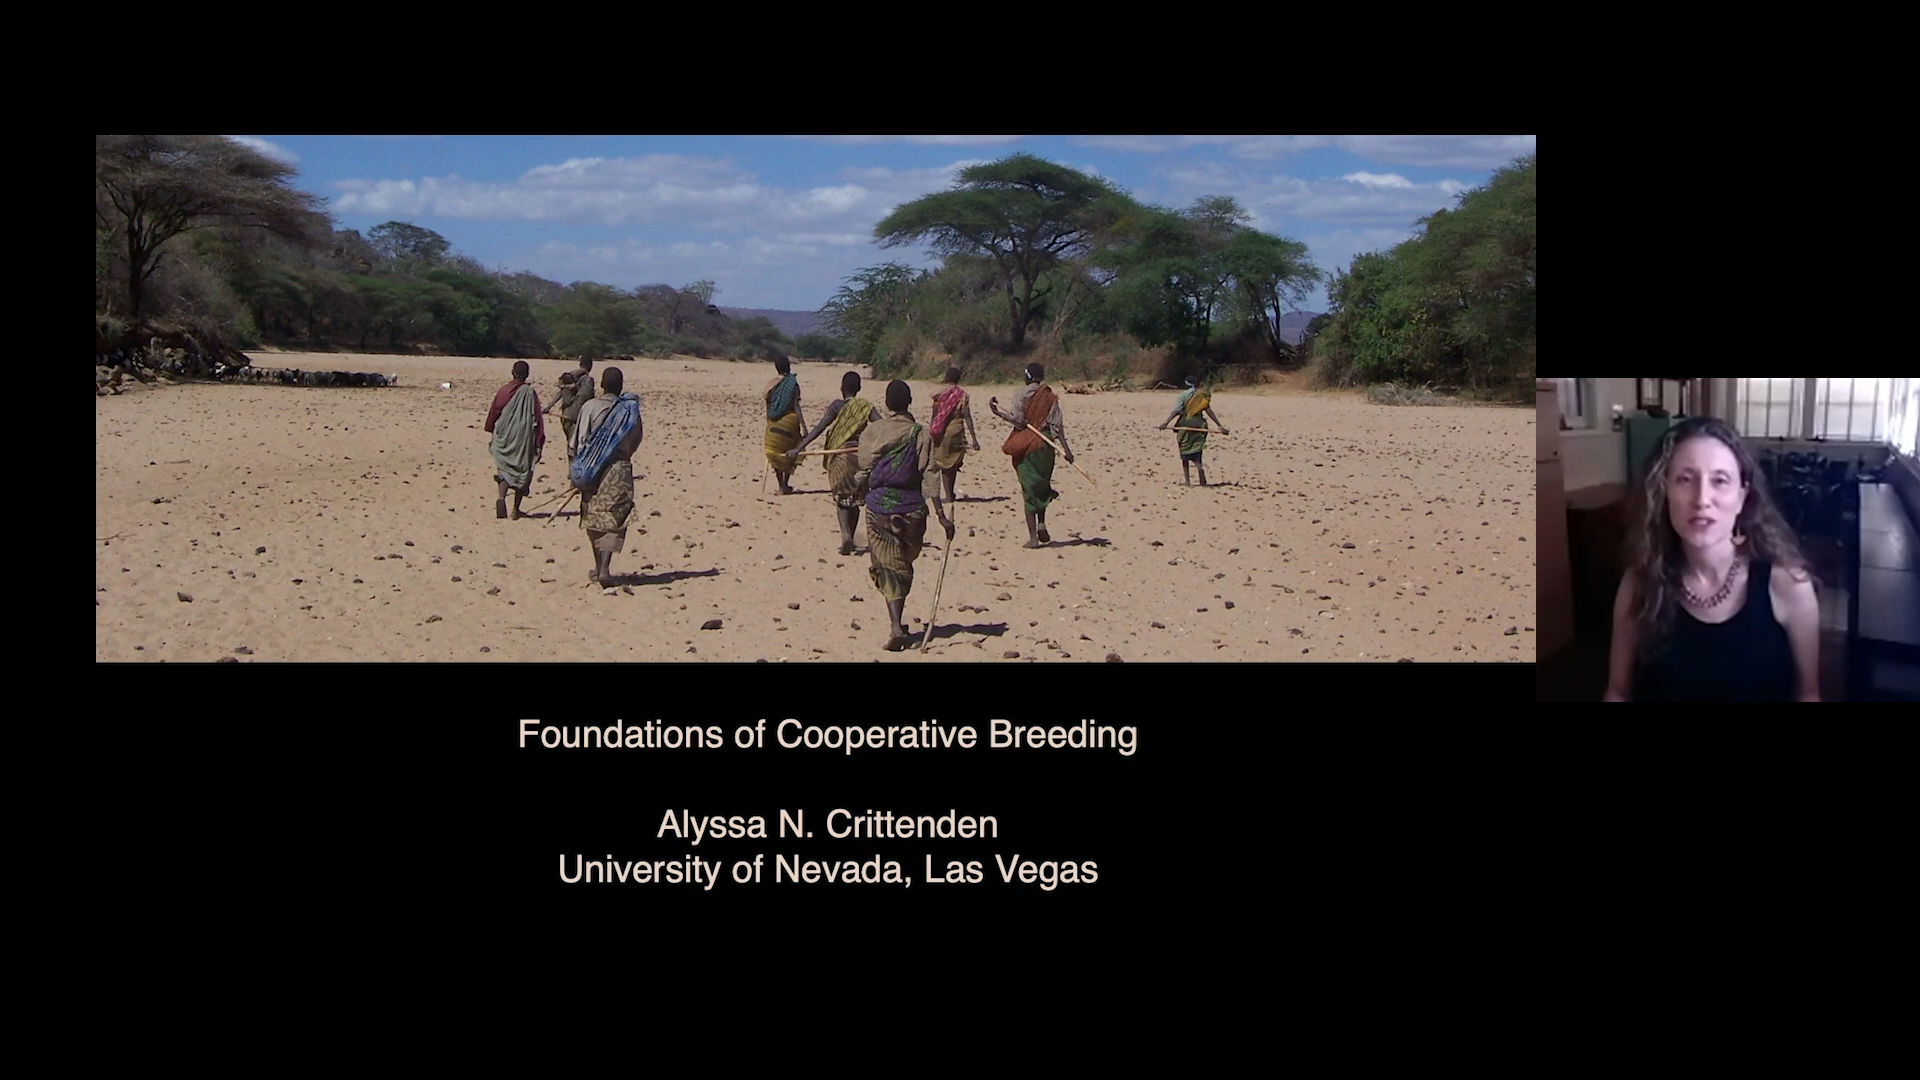 Foundations of Cooperative Breeding
Alyssa N. Crittenden
University of Nevada, Las Vegas